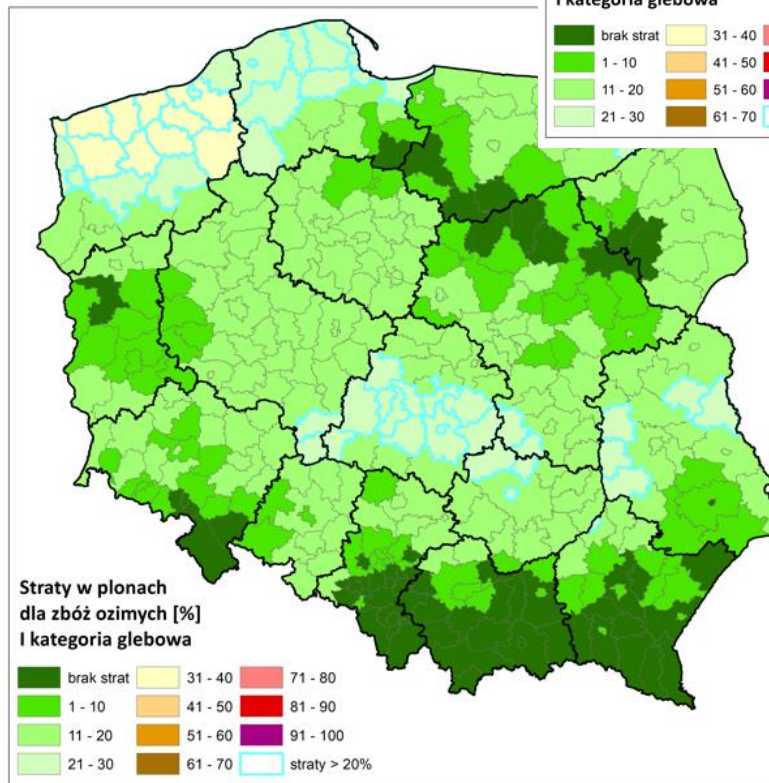 I kategoria glebowa
brak strat
31 - 40
1 - 10
41 - 50
11 - 20
51 - 60
21 - 30
61 - 70
Straty w plonach
dla zbóż ozimych [%]
I kategoria glebowa
brak strat
31 - 40
71 - 80
1 - 10
41 - 50
81 - 90
11 - 20
51 - 60
91 - 100
21 - 30
61 - 70
straty > 20%